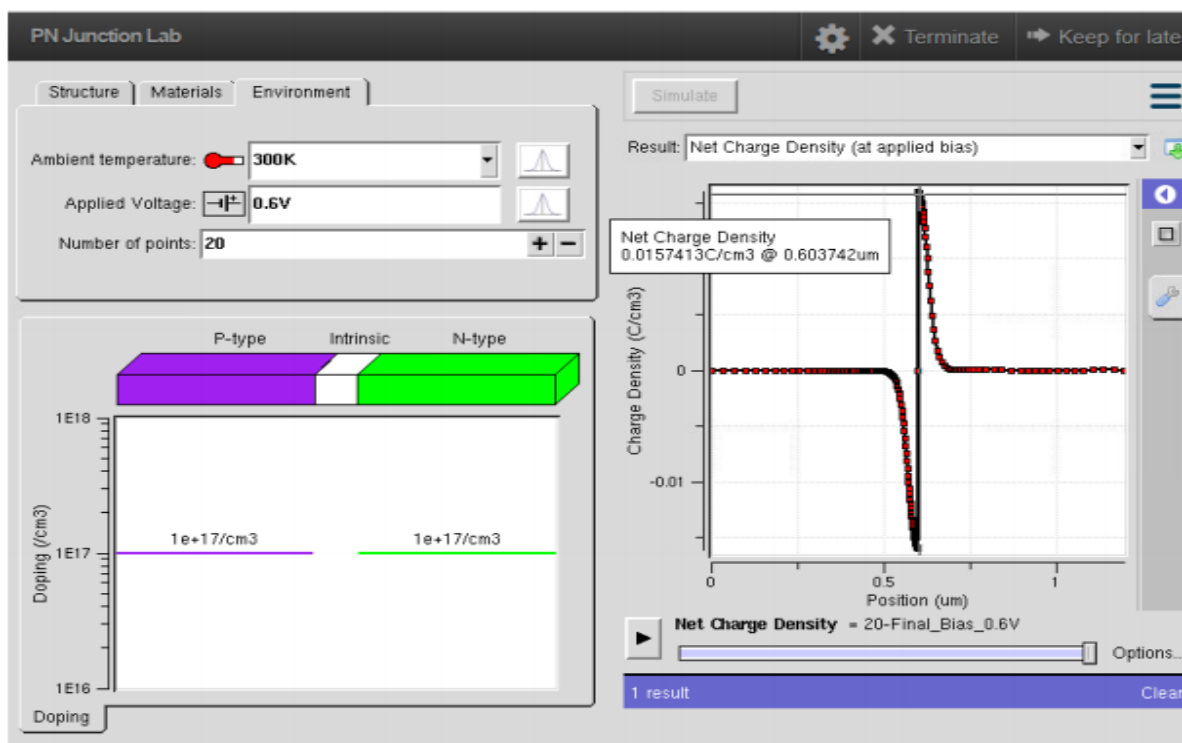 PN Junction Lab
Terminate
Keep for late
Structure
Materials
Environment
Ambient temperature:
300K
Applied Voltage:
0.6V
Number of points:
20
+
−
P-type
Intrinsic
N-type
1E18
1E17
1E16
Doping (/cm3)
1e+17/cm3
1e+17/cm3
Doping
Simulate
Result:
Net Charge Density (at applied bias)
Net Charge Density
0.0157413C/cm3 @ 0.603742um
Charge Density (C/cm3)
0
-0.01
0
0.5
1
Position (um)
Net Charge Density = 20-Final_Bias_0.6V
Options...
1 result
Clear